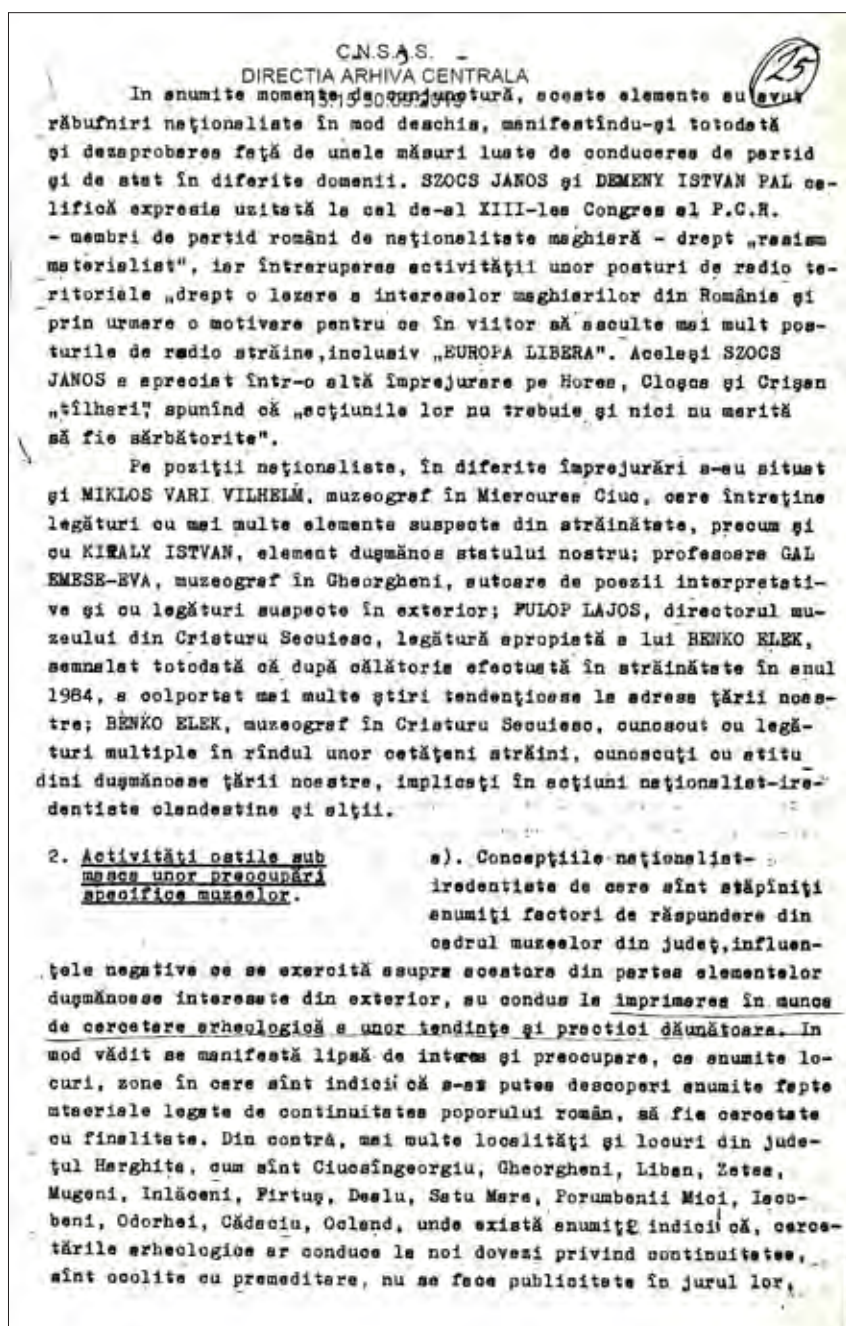 C.N.S.A.S.
DIRECTIA ARHIVA CENTRALA
25
In anumite momente de conjunctură, aceste elemente au avut
răbufniri naţionaliste în mod deschis, manifestîndu-şi totodată
şi dezaprobarea faţă de unele măsuri luate de conducerea de partid
şi de stat în diferite domenii. SZOCS JANOS şi DEMENY ISTVAN PAL ca-
lifică expresia uzitată la cel de-al XIII-lea Congres al P.C.R.
- membri de partid români de naţionalitate maghiară - drept „rasism
materialist", iar întreruperea activităţii unor posturi de radio te-
ritoriale „drept o lezare a intereselor maghiarilor din România şi
prin urmare o motivare pentru ca în viitor să asculte mai mult pos-
turile de radio străine,inclusiv „EUROPA LIBERA". Acelaşi SZOCS
JANOS a apreciat într-o altă împrejurare pe Horea, Cloşca şi Crişan
„tîlhari", spunînd că „acţiunile lor nu trebuie şi nici nu merită
să fie sărbătorite".
Pe poziţii naţionaliste, în diferite împrejurări s-au situat
şi MIKLOS VARI VILHELM, muzeograf în Miercurea Ciuc, care întreţine
legături cu mai multe elemente suspecte din străinătate, precum şi
cu KIRALY ISTVAN, element duşmănos statului nostru; profesoara GAL
EMESE-EVA, muzeograf în Gheorgheni, autoare de poezii interpretati-
ve şi cu legături suspecte în exterior; FULOP LAJOS, directorul mu-
zeului din Cristuru Secuiesc, legătură apropiată a lui BENKO ELEK,
semnalat totodată că după călătoria efectuată în străinătate în anul
1984, a colportat mai multe ştiri tendenţioase la adresa ţării noas-
tre; BENKO ELEK, muzeograf în Cristuru Secuiesc, cunoscut cu legă-
turi multiple în rîndul unor cetăţeni străini, cunoscuţi cu atitu_
dini duşmănoase ţării noastre, implicaţi în acţiuni naţionalist-ire-
dentiste clandestine şi alţii.
2. Activităţi ostile sub
masca unor preocupări
specifice muzeelor.
a). Concepţiile naţionalist-
iredentiste de care sînt stăpîniţi
anumiţi factori de răspundere din
cadrul muzeelor din judeţ,influen-
ţele negative ce se exercită asupra acestora din partea elementelor
duşmănoase interesate din exterior, au condus la imprimarea în munca
de cercetare arheologică a unor tendinţe şi practici dăunătoare. In
mod vădit se manifestă lipsă de interes şi preocupare, ca anumite lo-
curi, zone în care sînt indicii că s-ar putea descoperi anumite fapte
mtaeriale legate de continuitatea poporului român, să fie cercetate
cu finalitate. Din contră, mai multe localităţi şi locuri din jude-
ţul Harghita, cum sînt Ciucsîngeorgiu, Gheorgheni, Liban, Zetea,
Mugeni, Inlăceni, Firtuş, Dealu, Satu Mare, Porumbenii Mici, Iaco-
beni, Odorhei, Cădaciu, Ocland, unde există anumite indicii că, cerce-
tările arheologice ar conduce la noi dovezi privind continuitatea,
sînt ocolite cu premeditare, nu se face publicitate în jurul lor,